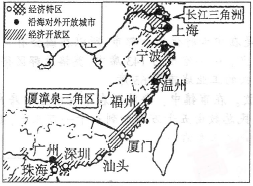 经济特区
沿海对外开放城市
经济开放区
长江三角洲
上海
宁波
温州
厦漳泉三角区
福州
厦门
广州
深圳
汕头
珠海